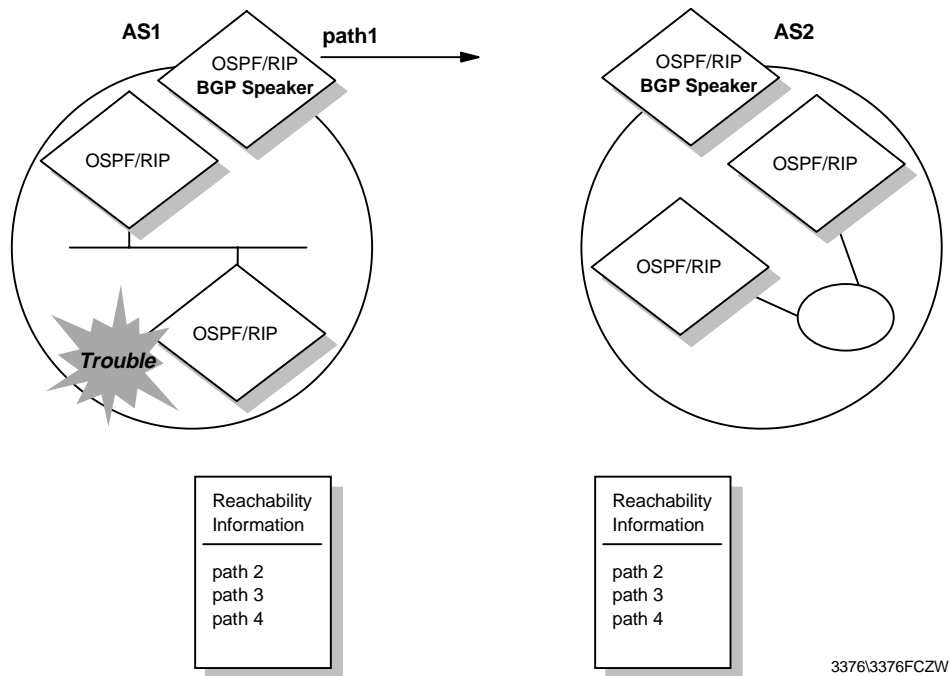 AS1
path1
AS2
OSPF/RIP
BGP Speaker
OSPF/RIP
BGP Speaker
OSPF/RIP
OSPF/RIP
OSPF/RIP
OSPF/RIP
Trouble
Reachability
Information
path 2
path 3
path 4
Reachability
Information
path 2
path 3
path 4
3376\3376FCZW